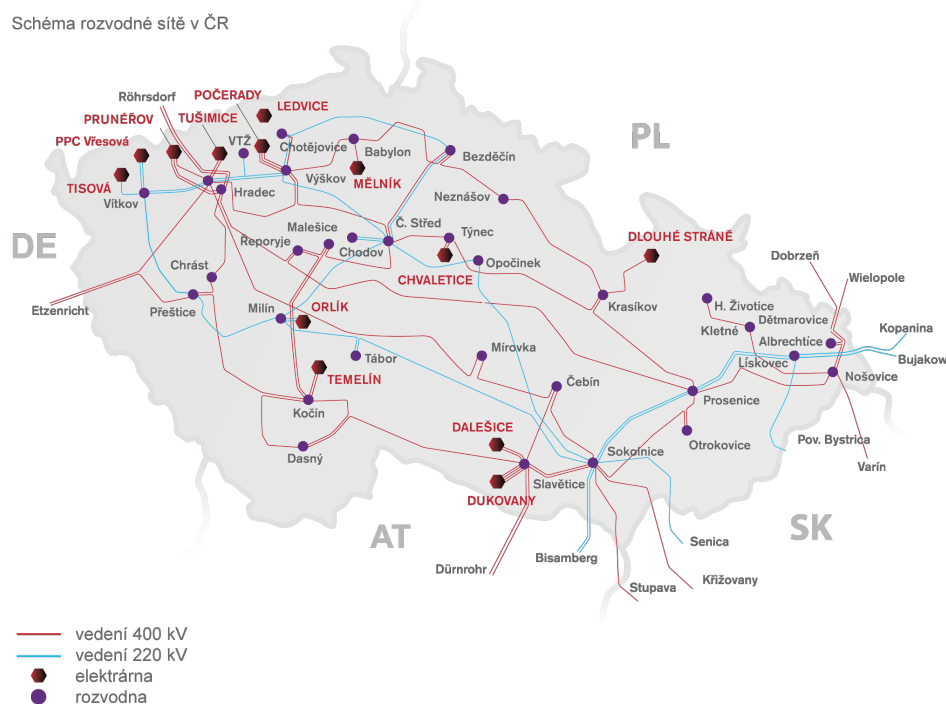 Schéma rozvodné sítě v ČR
Röhrsdorf
POČERADY
LEDVICE
PRUNÉŘOV
TUŠIMICE
PPC Vřesová
VTŽ
Chotějovice
Babylon
Bezděčín
PL
TISOVÁ
Vítkov
Hradec
Výškov
MĚLNÍK
Neznášov
DE
Malešice
Č. Střed
Týnec
DLOUHÉ STRÁNĚ
Řeporyje
Chodov
Opočinek
Dobrzeň
Chrást
CHVALETICE
Wielopole
Etzenricht
Přeštice
Milín
ORLÍK
Krasíkov
H. Životice
Dětmarovice
Kopanina
Kletné
Albrechtice
Tábor
Mírovka
Lískovec
Bujakow
TEMELÍN
Čebín
Nošovice
Kočín
Prosenice
DALEŠICE
Otrokovice
Pov. Bystrica
Dasný
Sokolnice
Varín
Slavětice
DUKOVANY
AT
SK
Senica
Dürnrohr
Bisamberg
Stupava
Křižovany
vedení 400 kV
vedení 220 kV
elektrárna
rozvodna